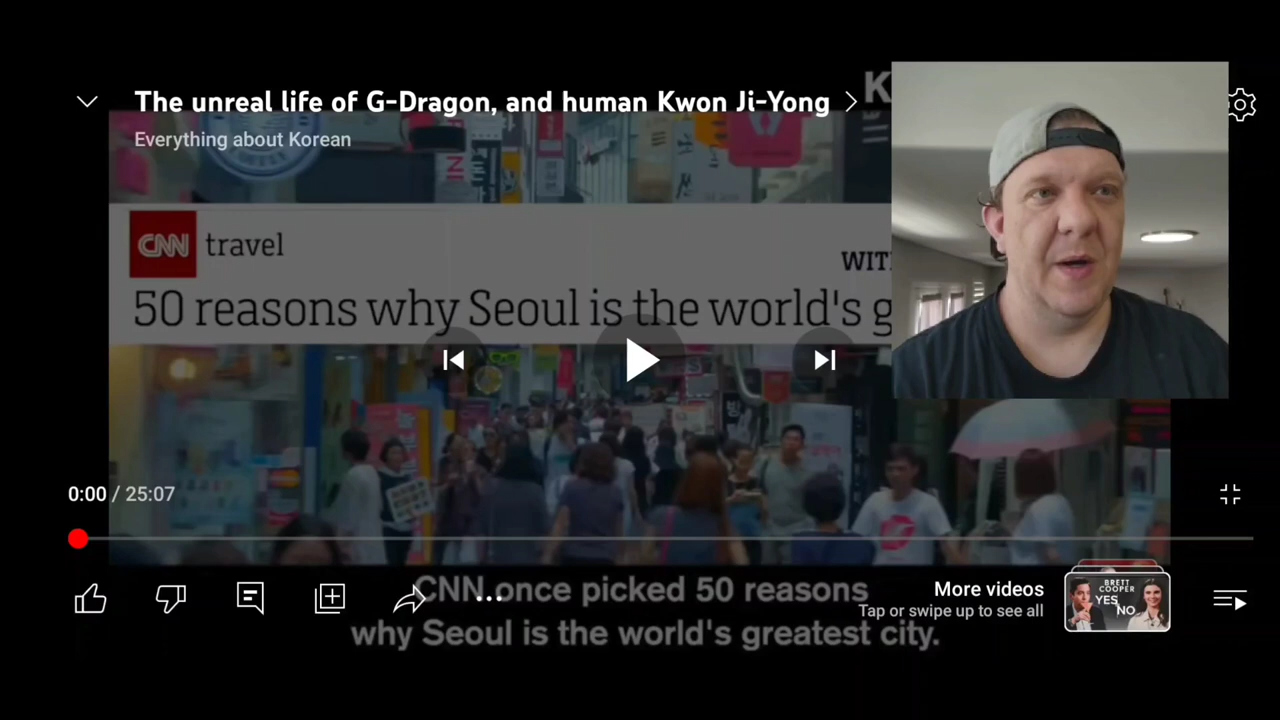 The unreal life of G-Dragon, and human Kwon Ji-Yong
K
Everything about Korean
CNN travel
WIT
50 reasons why Seoul is the world's g
0:00 / 25:07
CNN once picked 50 reasons
why Seoul is the world's greatest city.
More videos
Tap or swipe up to see all
BRETT
COOPER
YES
NO